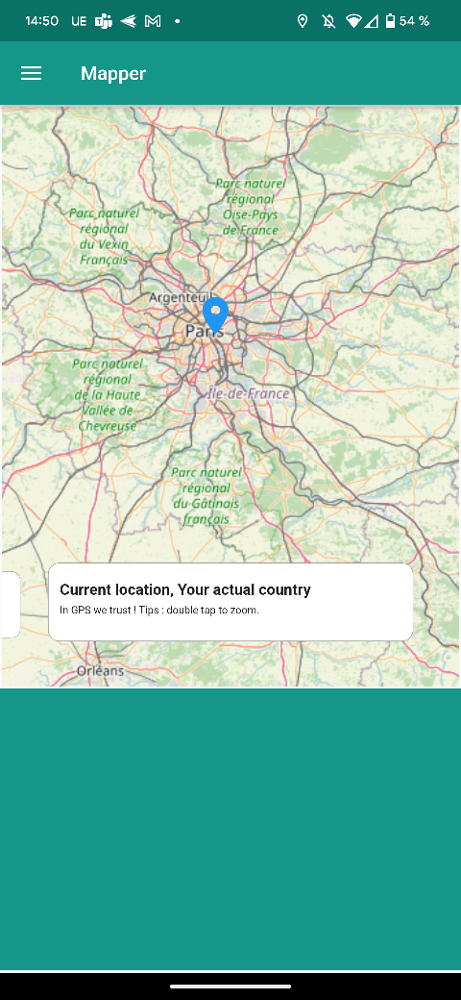 14:50 UE 54 %
Mapper
Parc naturel
régional
Oise-Pays
de France
Parc naturel
régional
du Vexin
Français
Argenteuil
Paris
Parc naturel
régional
de la Haute
Vallée de
Chevreuse
Île-de-France
Parc naturel
régional
du Gâtinais
français
Current location, Your actual country
In GPS we trust ! Tips : double tap to zoom.
Orléans